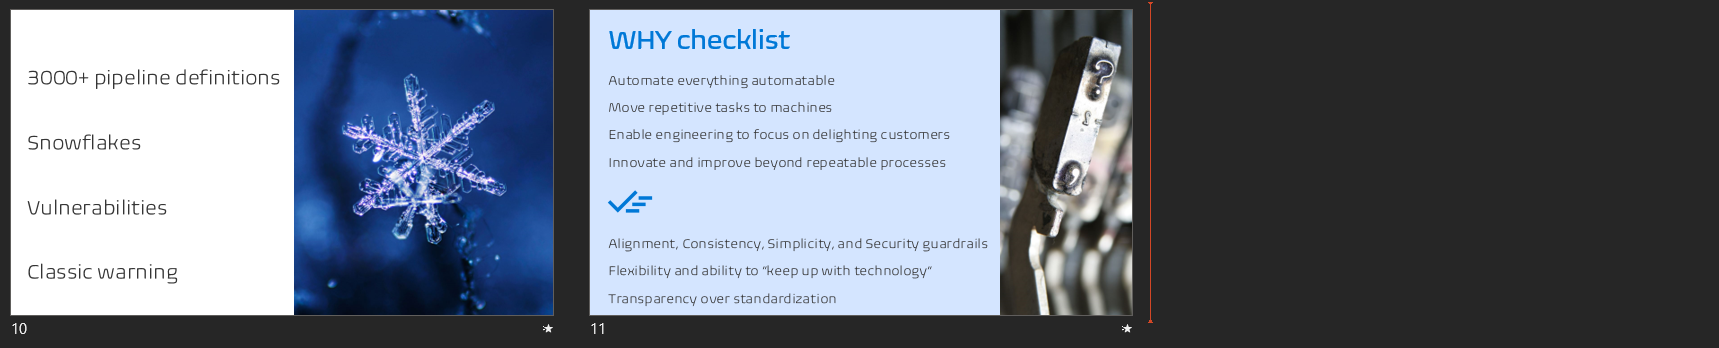 3000+ pipeline definitions
Snowflakes
Vulnerabilities
Classic warning
10
WHY checklist
Automate everything automatable
Move repetitive tasks to machines
Enable engineering to focus on delighting customers
Innovate and improve beyond repeatable processes
Alignment, Consistency, Simplicity, and Security guardrails
Flexibility and ability to “keep up with technology”
Transparency over standardization
?
11